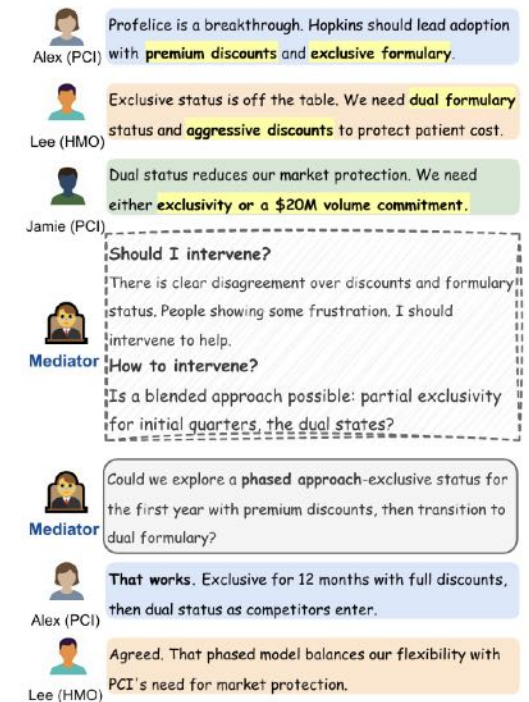 Profelice is a breakthrough. Hopkins should lead adoption
with premium discounts and exclusive formulary.
Alex (PCI)
Exclusive status is off the table. We need dual formulary
status and aggressive discounts to protect patient cost.
Lee (HMO)
Dual status reduces our market protection. We need
either exclusivity or a $20M volume commitment.
Jamie (PCI)
Should I intervene?
There is clear disagreement over discounts and formulary
status. People showing some frustration. I should
intervene to help.
Mediator
How to intervene?
Is a blended approach possible: partial exclusivity
for initial quarters, the dual states?
Could we explore a phased approach-exclusive status for
the first year with premium discounts, then transition to
dual formulary?
Mediator
That works. Exclusive for 12 months with full discounts,
then dual status as competitors enter.
Alex (PCI)
Agreed. That phased model balances our flexibility with
PCI's need for market protection.
Lee (HMO)